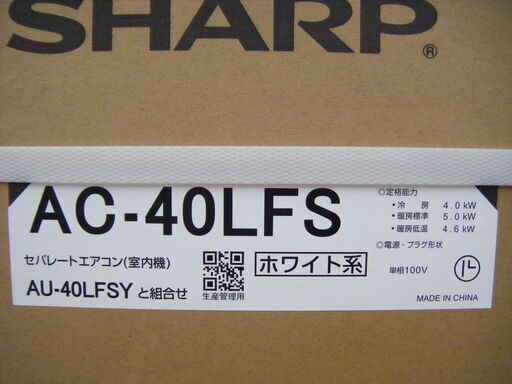 SHARP®
AC-40LFS
セパレートエアコン(室内機)
AU-40LFSY と組合せ
生産管理用
ホワイト系
◎定格能力
・冷 房 4.0 kW
・暖房標準 5.0 kW
・暖房低温 4.6 kW
◎電源・プラグ形状
単相100V
MADE IN CHINA